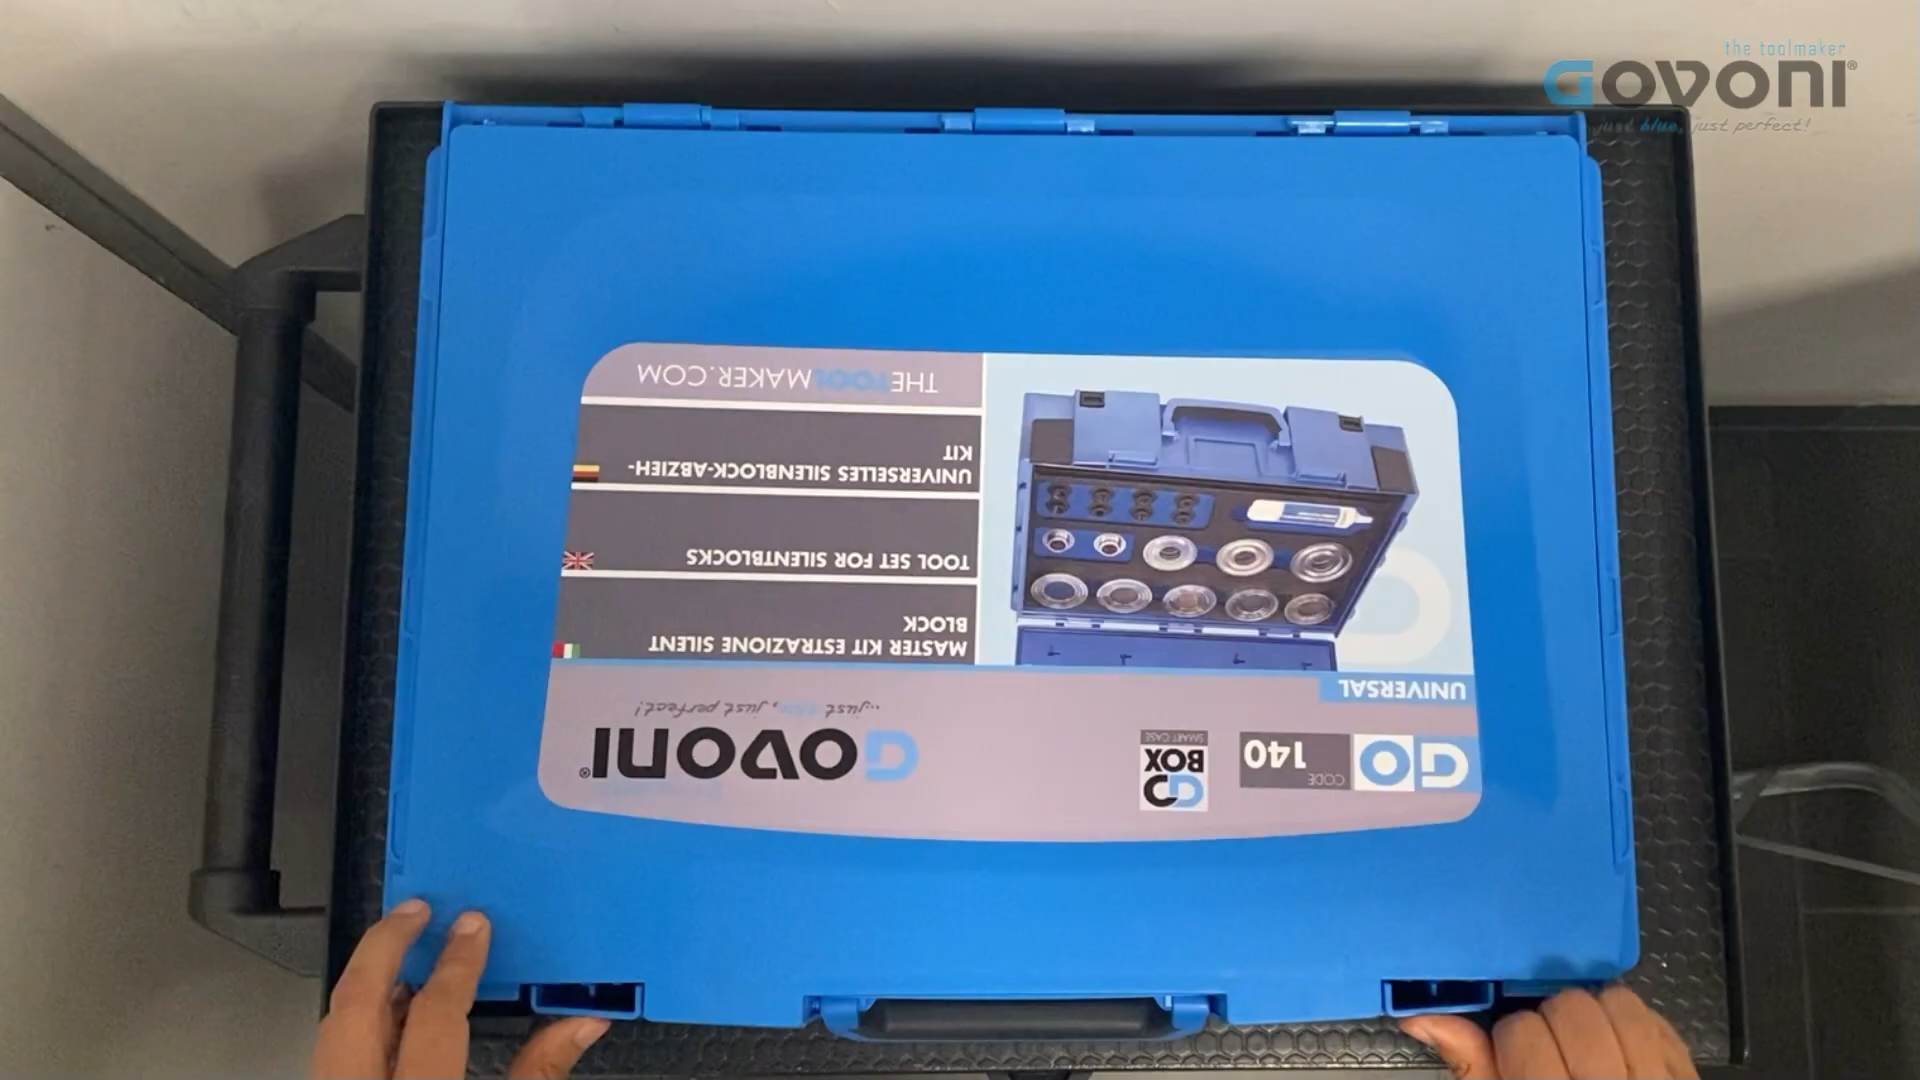 the toolmaker
GOVONI®
just blue, just perfect!
GO
CODE
140
GO
BOX
SMART CASE
GOVONI®
...just blue, just perfect!
UNIVERSAL
MASTER KIT ESTRAZIONE SILENT
BLOCK
TOOL SET FOR SILENTBLOCKS
UNIVERSELLES SILENBLOCK-ABZIEH-
KIT
THETOOLMAKER.COM